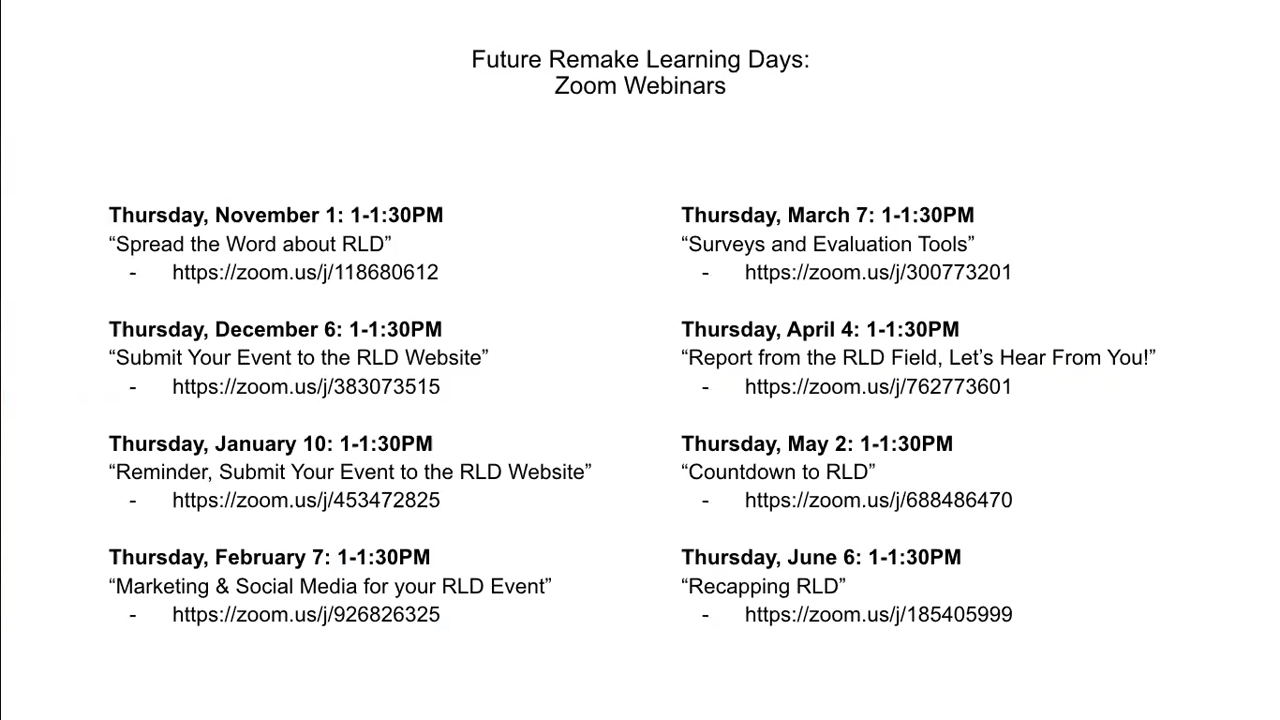 Future Remake Learning Days:
Zoom Webinars
Thursday, November 1: 1-1:30PM
“Spread the Word about RLD”
- https://zoom.us/j/118680612
Thursday, December 6: 1-1:30PM
“Submit Your Event to the RLD Website”
- https://zoom.us/j/383073515
Thursday, January 10: 1-1:30PM
“Reminder, Submit Your Event to the RLD Website”
- https://zoom.us/j/453472825
Thursday, February 7: 1-1:30PM
“Marketing & Social Media for your RLD Event”
- https://zoom.us/j/926826325
Thursday, March 7: 1-1:30PM
“Surveys and Evaluation Tools”
- https://zoom.us/j/300773201
Thursday, April 4: 1-1:30PM
“Report from the RLD Field, Let’s Hear From You!”
- https://zoom.us/j/762773601
Thursday, May 2: 1-1:30PM
“Countdown to RLD”
- https://zoom.us/j/688486470
Thursday, June 6: 1-1:30PM
“Recapping RLD”
- https://zoom.us/j/185405999